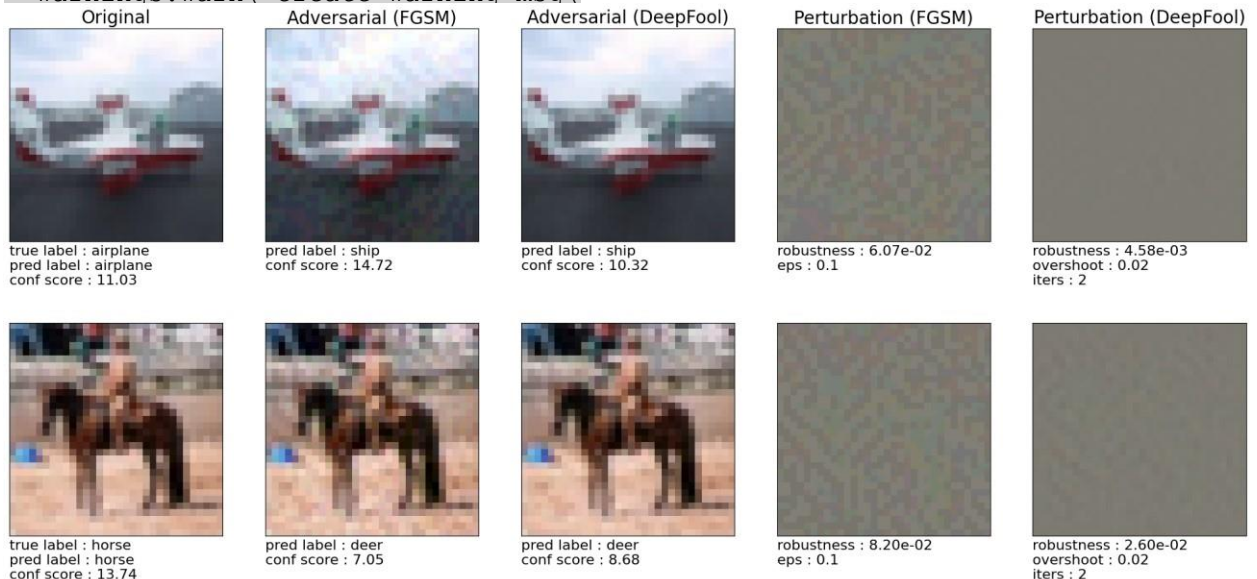 Original Adversarial (FGSM) Adversarial (DeepFool) Perturbation (FGSM) Perturbation (DeepFool)
true label : airplane
pred label : airplane
conf score : 11.03
pred label : ship
conf score : 14.72
pred label : ship
conf score : 10.32
robustness : 6.07e-02
eps : 0.1
robustness : 4.58e-03
overshoot : 0.02
iters : 2
true label : horse
pred label : horse
conf score : 13.74
pred label : deer
conf score : 7.05
pred label : deer
conf score : 8.68
robustness : 8.20e-02
eps : 0.1
robustness : 2.60e-02
overshoot : 0.02
iters : 2